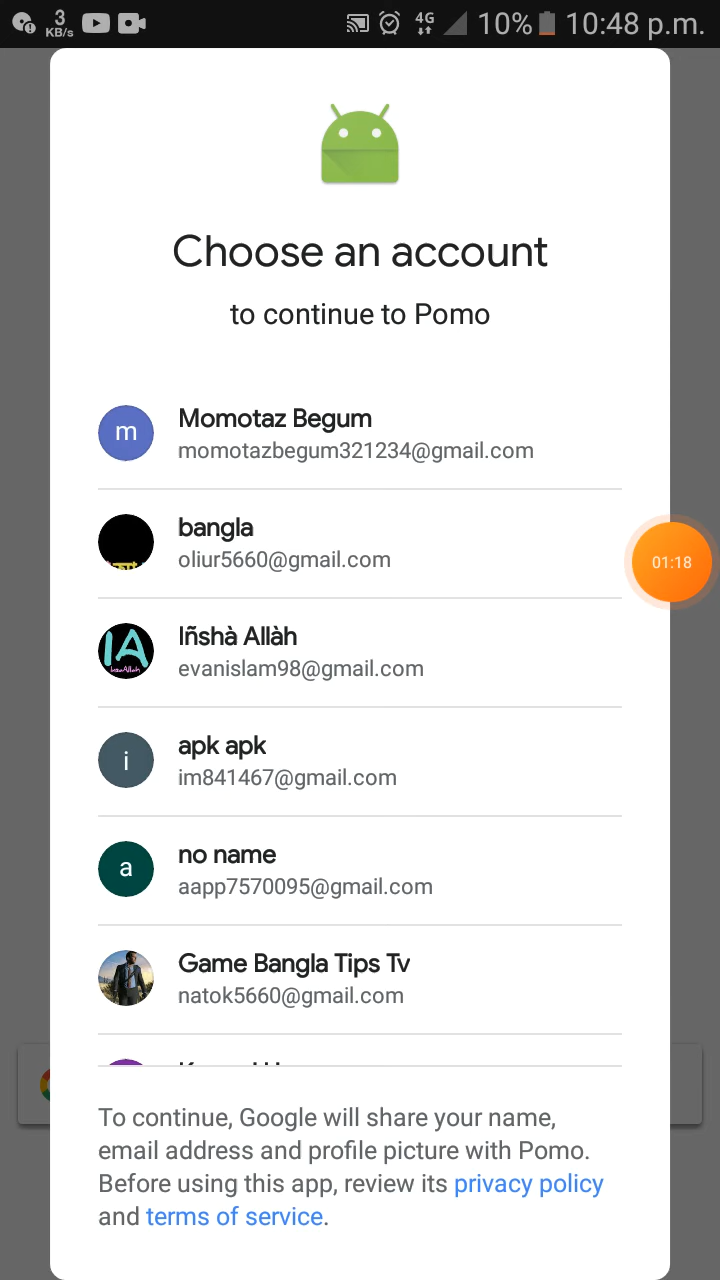 3
KB/s
4G
10%
10:48 p.m.
Choose an account
to continue to Pomo
m
Momotaz Begum
momotazbegum321234@gmail.com
bangla
oliur5660@gmail.com
01:18
IA
InsaAllah
Iñshà Allàh
evanislam98@gmail.com
i
apk apk
im841467@gmail.com
a
no name
aapp7570095@gmail.com
Game Bangla Tips Tv
natok5660@gmail.com
To continue, Google will share your name,
email address and profile picture with Pomo.
Before using this app, review its privacy policy
and terms of service.